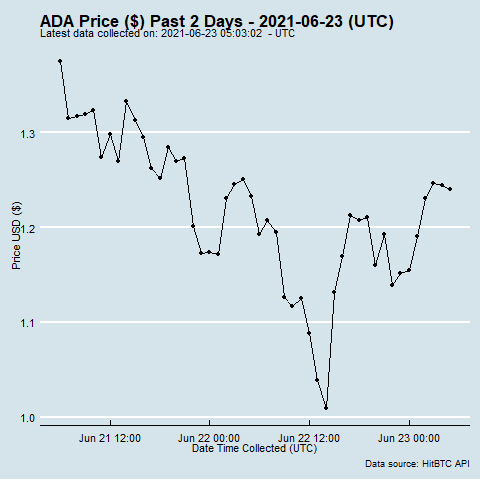 ADA Price ($) Past 2 Days - 2021-06-23 (UTC)
Latest data collected on: 2021-06-23 05:03:02 - UTC
1.3
1.2
1.1
1.0
Price USD ($)
Jun 21 12:00 Jun 22 00:00 Jun 22 12:00 Jun 23 00:00
Date Time Collected (UTC)
Data source: HitBTC API